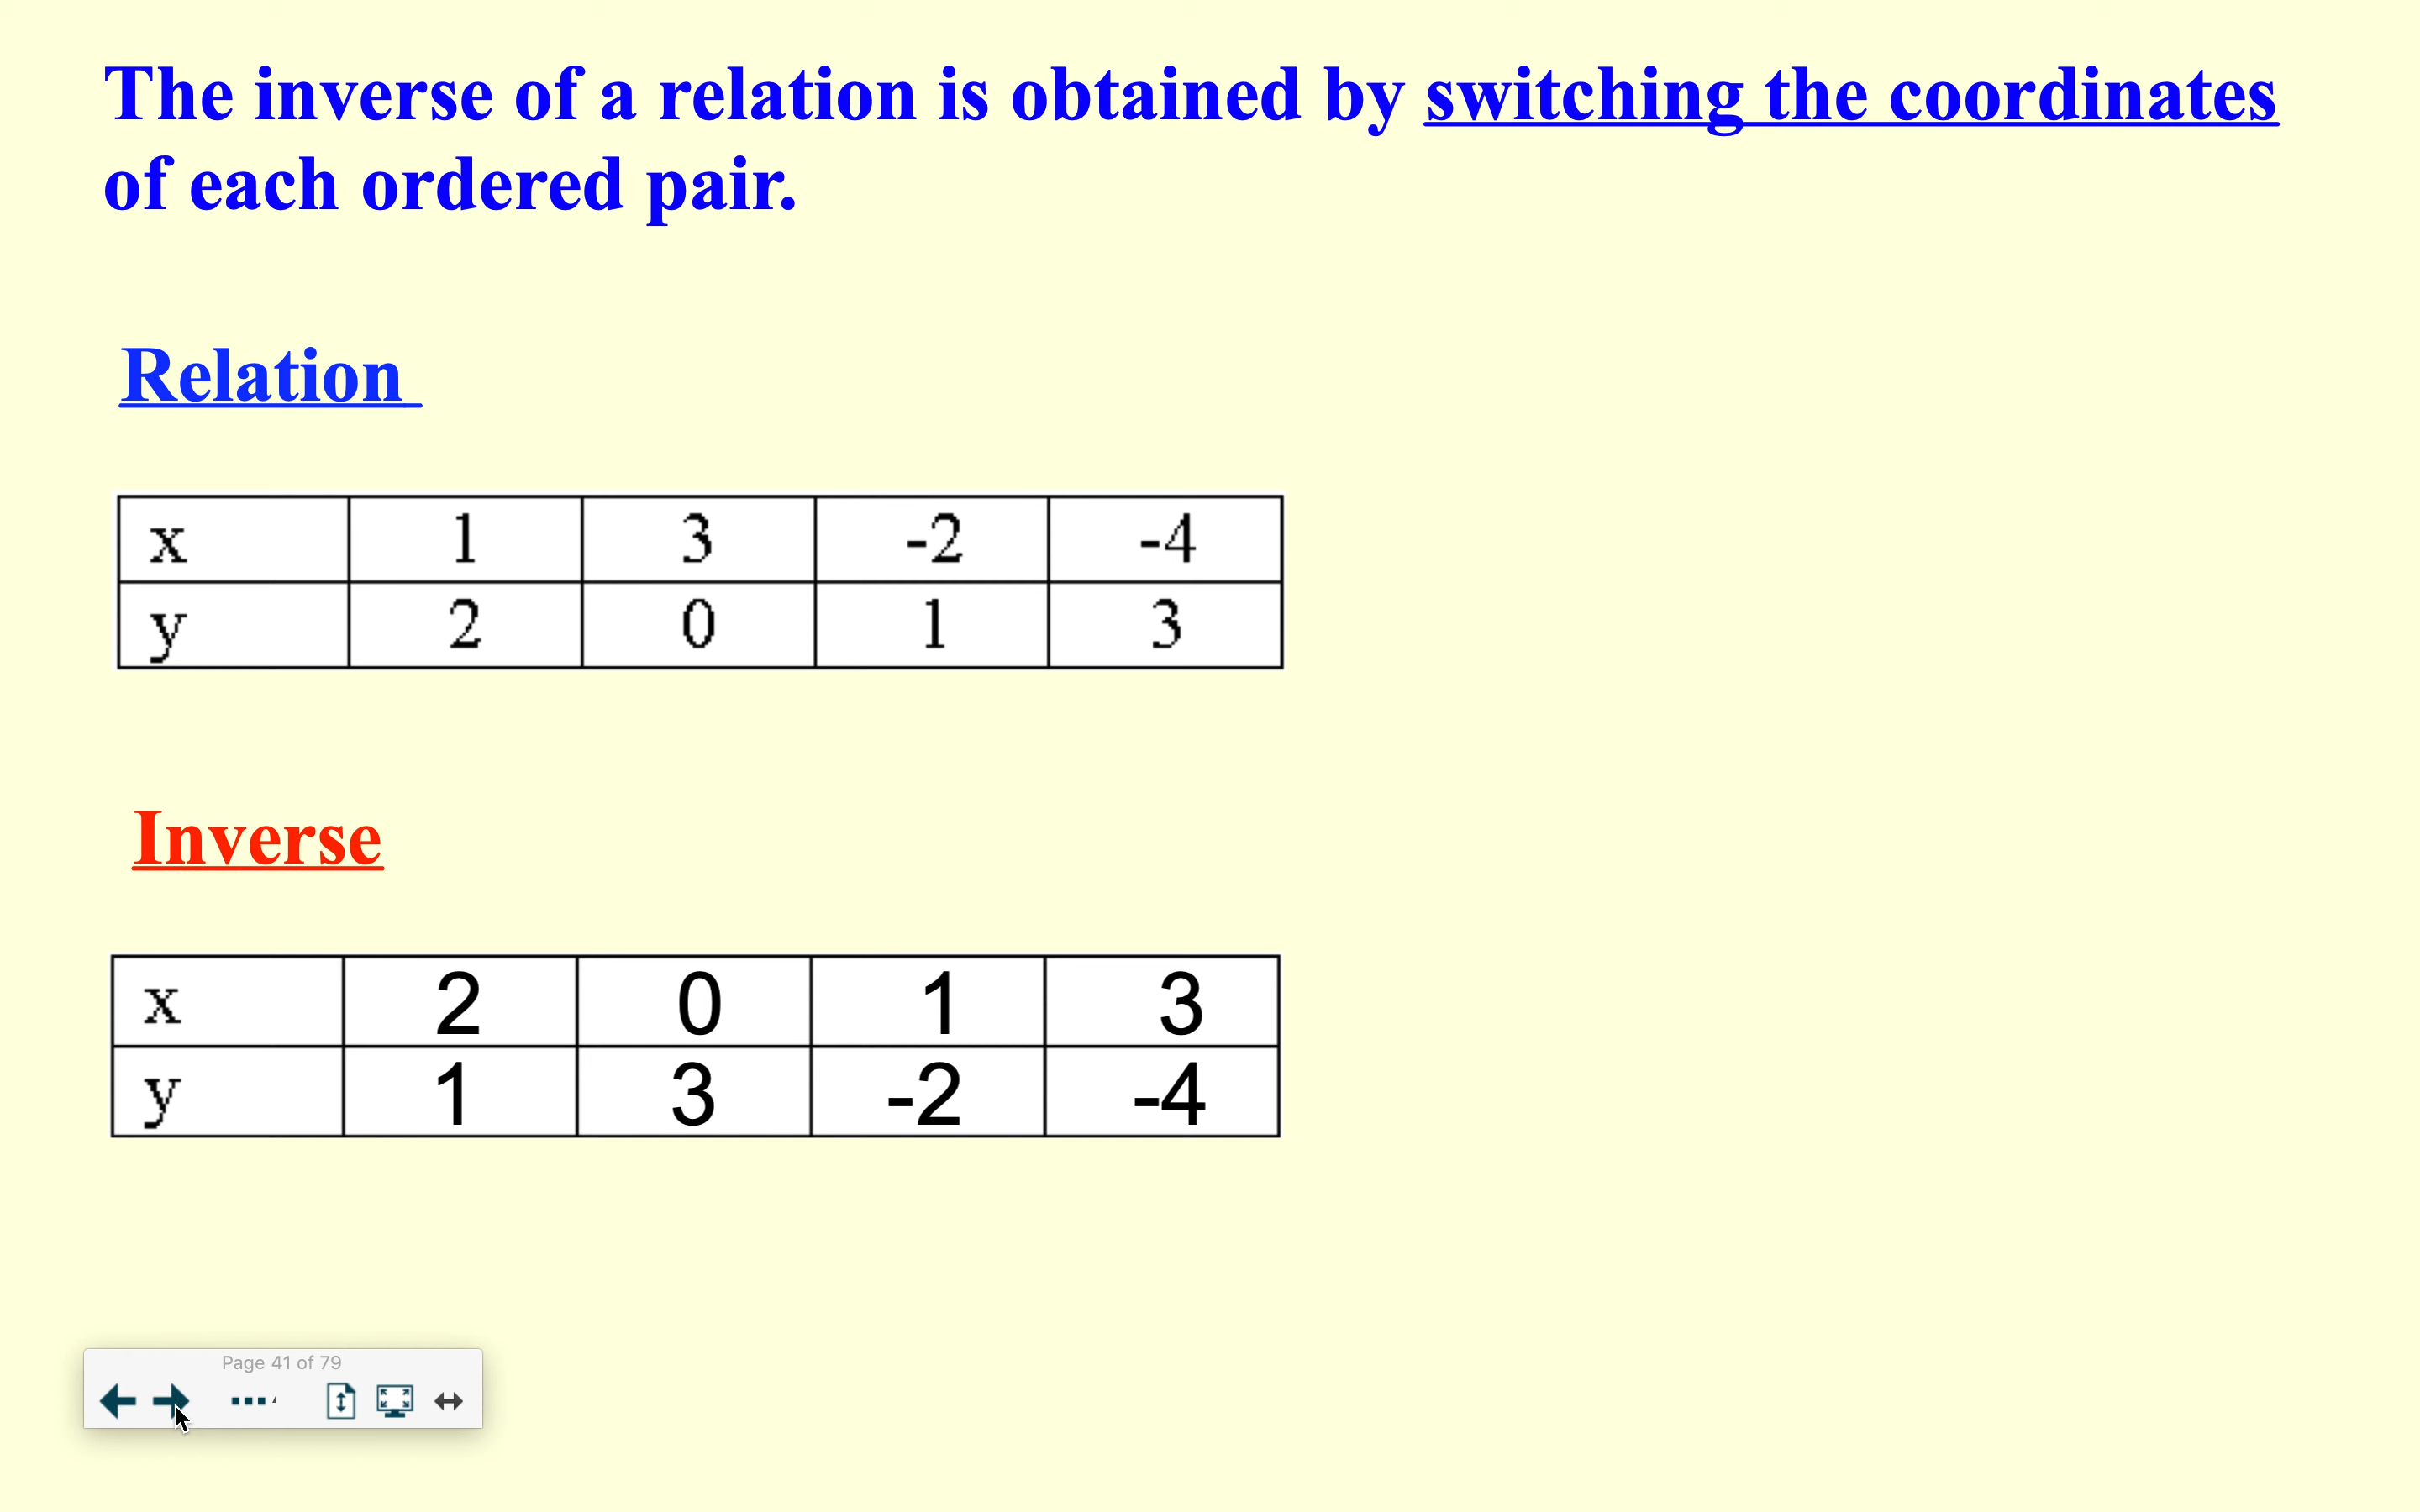 The inverse of a relation is obtained by switching the coordinates
of each ordered pair.
Relation
x 1 3 -2 -4
y 2 0 1 3
Inverse
x 2 0 1 3
y 1 3 -2 -4
Page 41 of 79